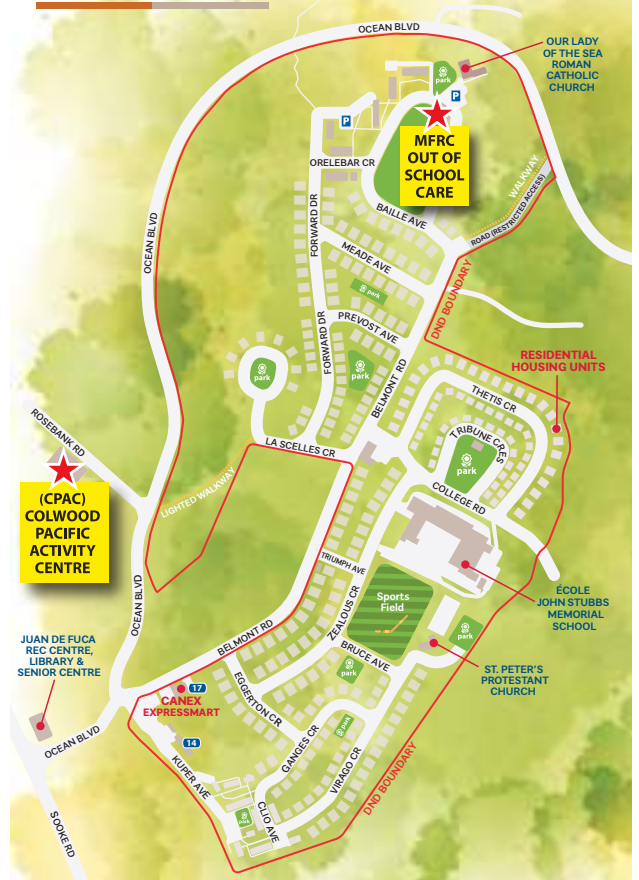 OCEAN BLVD
OUR LADY
OF THE SEA
ROMAN
CATHOLIC
CHURCH
park
P
P
MFRC
OUT OF
SCHOOL
CARE
ORELEBAR CR
WALKWAY
ROAD (RESTRICTED ACCESS)
BAILLE AVE
FORWARD DR
OCEAN BLVD
MEADE AVE
DND BOUNDARY
park
PREVOST AVE
FORWARD DR
park
park
BELMONT RD
RESIDENTIAL
HOUSING UNITS
THETIS CR
TRIBUNE CRES
park
ROSEBANK RD
LA SCELLES CR
LIGHTED WALKWAY
COLLEGE RD
(CPAC)
COLWOOD
PACIFIC
ACTIVITY
CENTRE
TRIUMPH AVE
Sports
Field
ZEALOUS CR
ÉCOLE
JOHN STUBBS
MEMORIAL
SCHOOL
OCEAN BLVD
BELMONT RD
park
JUAN DE FUCA
REC CENTRE,
LIBRARY &
SENIOR CENTRE
BRUCE AVE
park
ST. PETER'S
PROTESTANT
CHURCH
17
CANEX
EXPRESSMART
EGGERTON CR
14
OCEAN BLVD
GANGES CR
park
KUPER AVE
VIRAGO CR
DND BOUNDARY
CLIO AVE
park
SOOKE RD